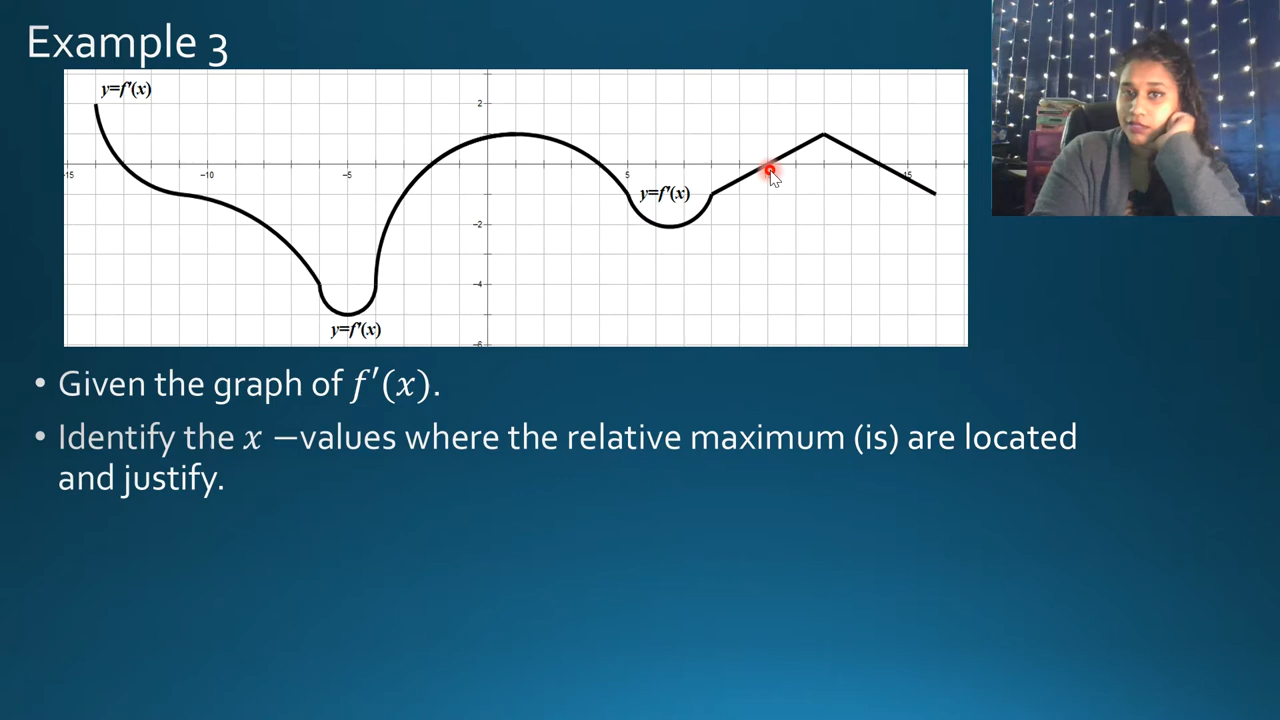 Example 3
y=f'(x)
2
-15
-10
-5
5
15
y=f'(x)
-2
-4
y=f'(x)
-6
• Given the graph of f′(x).
• Identify the x −values where the relative maximum (is) are located
and justify.